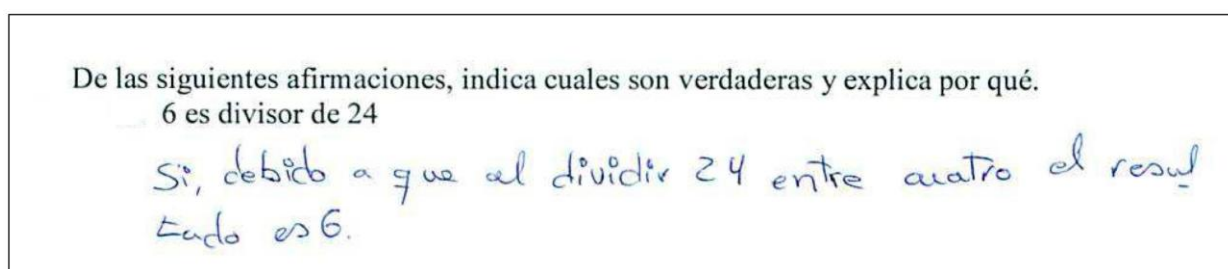 De las siguientes afirmaciones, indica cuales son verdaderas y explica por qué.
6 es divisor de 24
Si, debido a que al dividir 24 entre cuatro el resul
tado es 6.